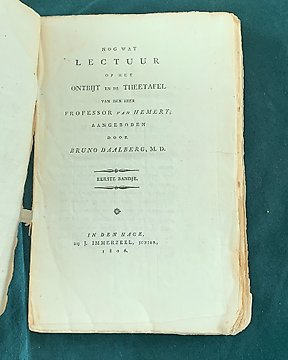 NOG WAT
LECTUUR
OP HET
ONTBIJT EN DE THEETAFEL
VAN DEN HEER
PROFESSOR VAN HEMERT;
AANGEBODEN
DOOR
BRUNO DAALBERG, M. D.
EERSTE BANDJE.
IN DEN HAGE,
BIJ J. IMMERZEEL, JUNIOR,